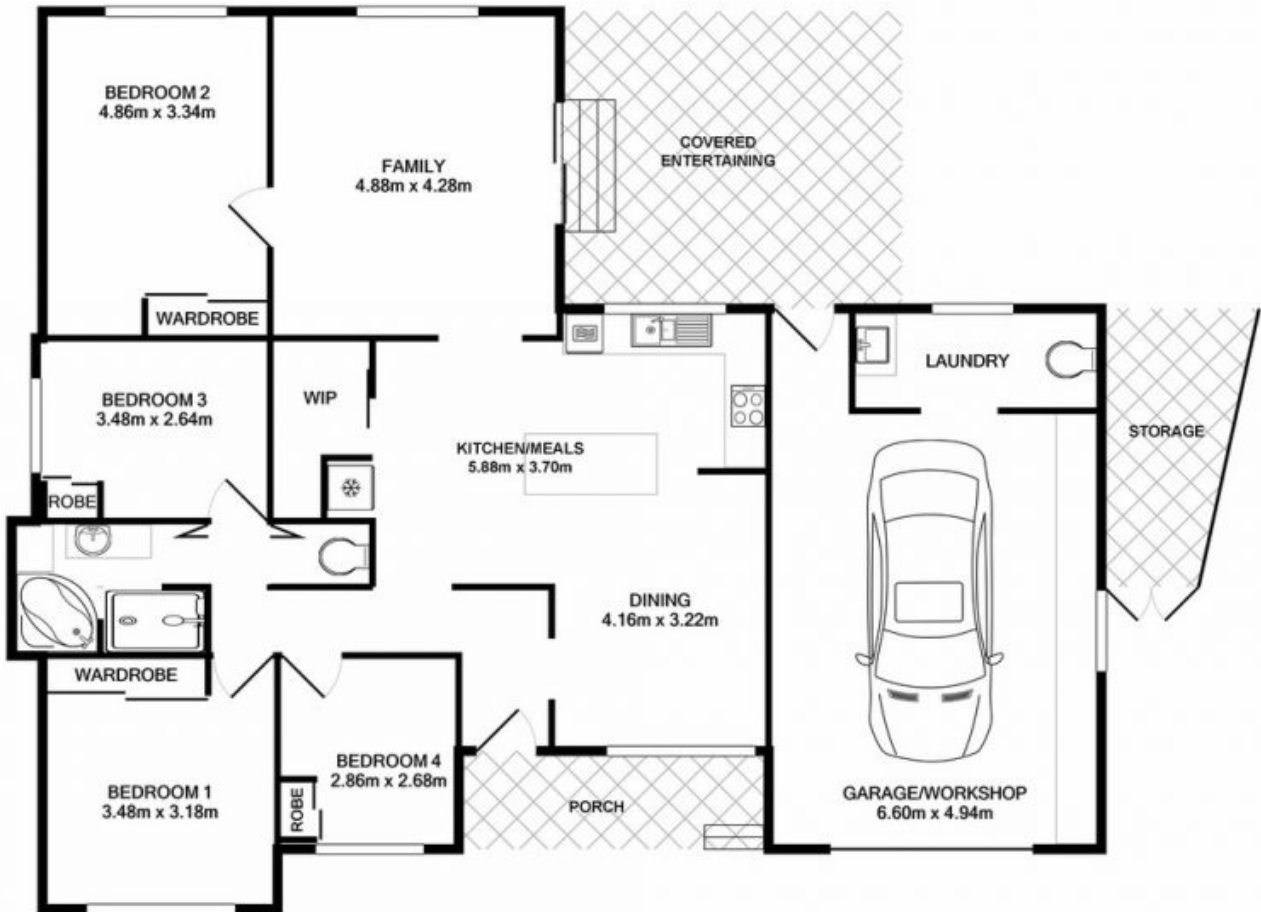 BEDROOM 2
4.86m x 3.34m
FAMILY
4.88m x 4.28m
COVERED
ENTERTAINING
WARDROBE
BEDROOM 3
3.48m x 2.64m
WIP
LAUNDRY
KITCHEN/MEALS
5.88m x 3.70m
STORAGE
ROBE
DINING
4.16m x 3.22m
WARDROBE
BEDROOM 4
2.86m x 2.68m
BEDROOM 1
3.48m x 3.18m
ROBE
PORCH
GARAGE/WORKSHOP
6.60m x 4.94m